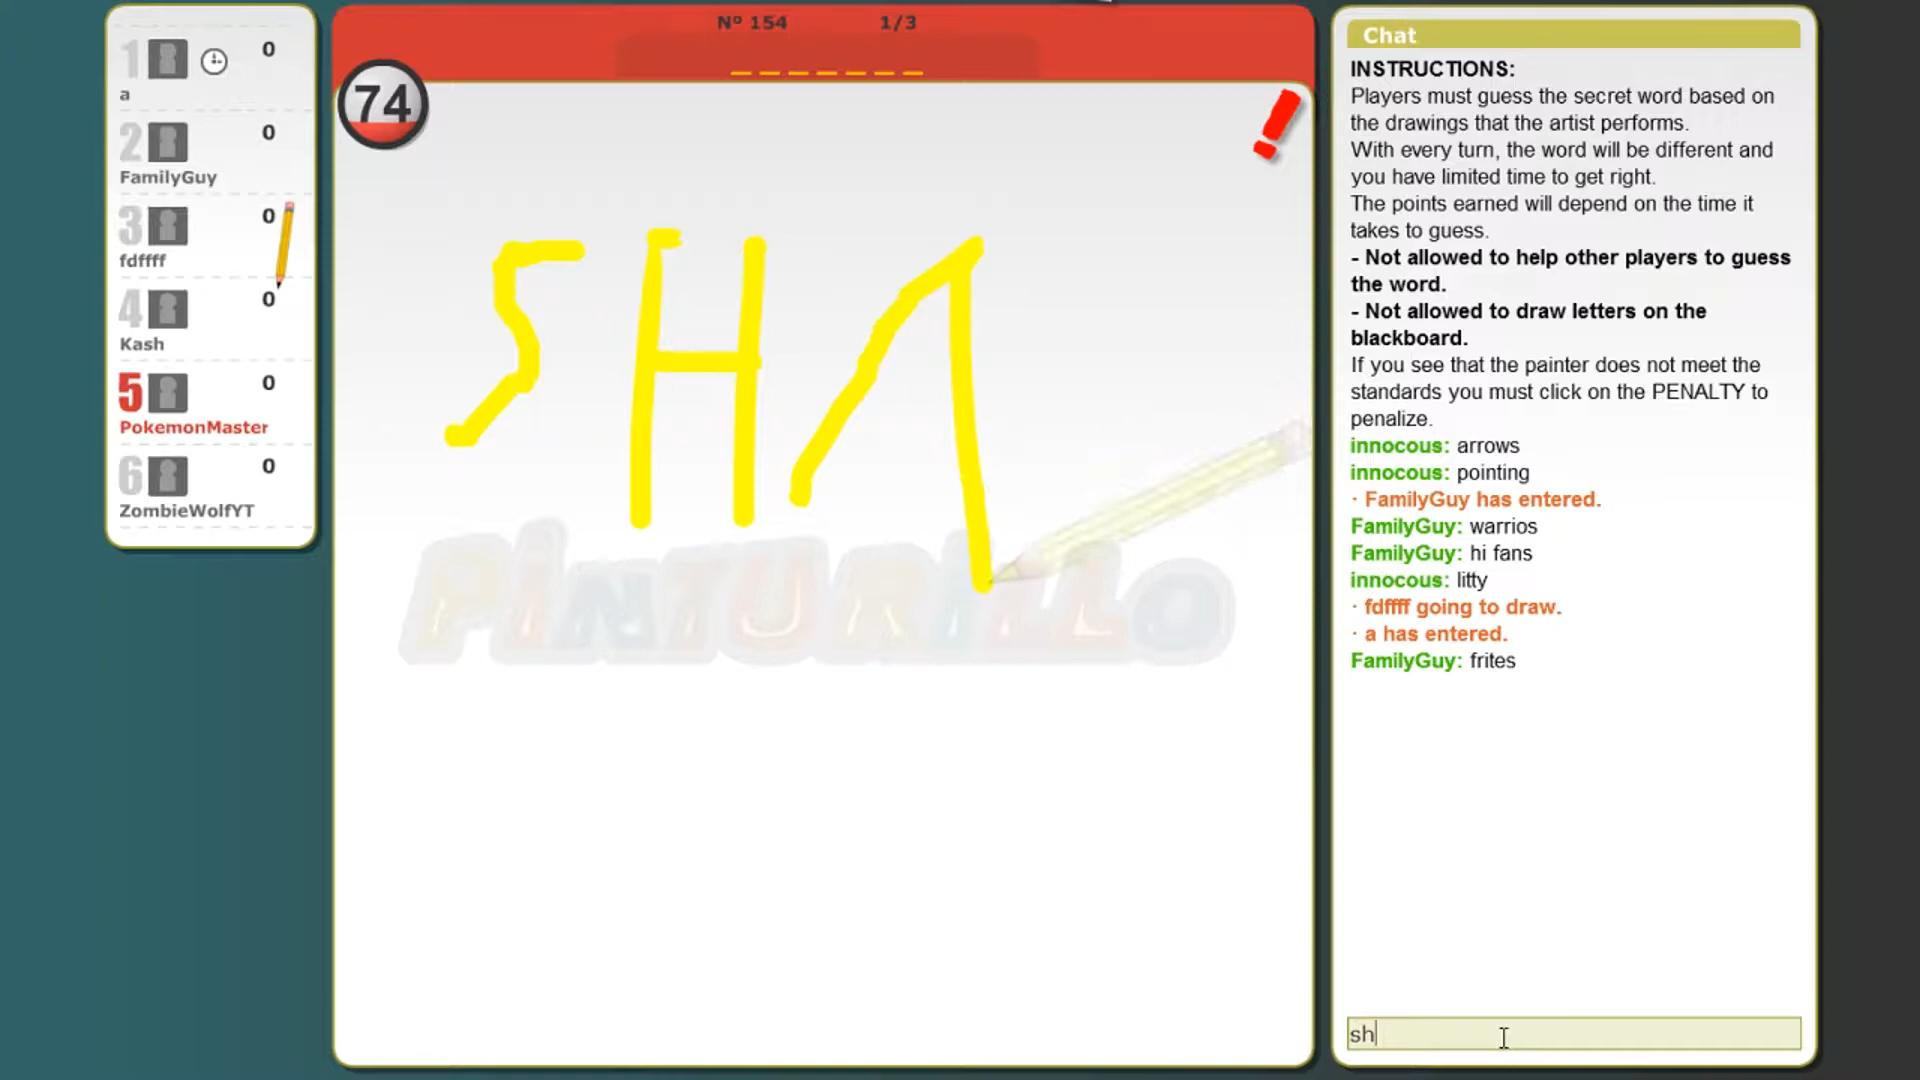 Nº 154 1/3
_ _ _ _ _ _ _
74
1 0
a
2 0
FamilyGuy
3 0
fdffff
4 0
Kash
5 0
PokemonMaster
6 0
ZombieWolfYT
SHA
PINTURILLO
Chat
INSTRUCTIONS:
Players must guess the secret word based on
the drawings that the artist performs.
With every turn, the word will be different and
you have limited time to get right.
The points earned will depend on the time it
takes to guess.
- Not allowed to help other players to guess
the word.
- Not allowed to draw letters on the
blackboard.
If you see that the painter does not meet the
standards you must click on the PENALTY to
penalize.
innocous: arrows
innocous: pointing
· FamilyGuy has entered.
FamilyGuy: warrios
FamilyGuy: hi fans
innocous: litty
· fdffff going to draw.
· a has entered.
FamilyGuy: frites
sh